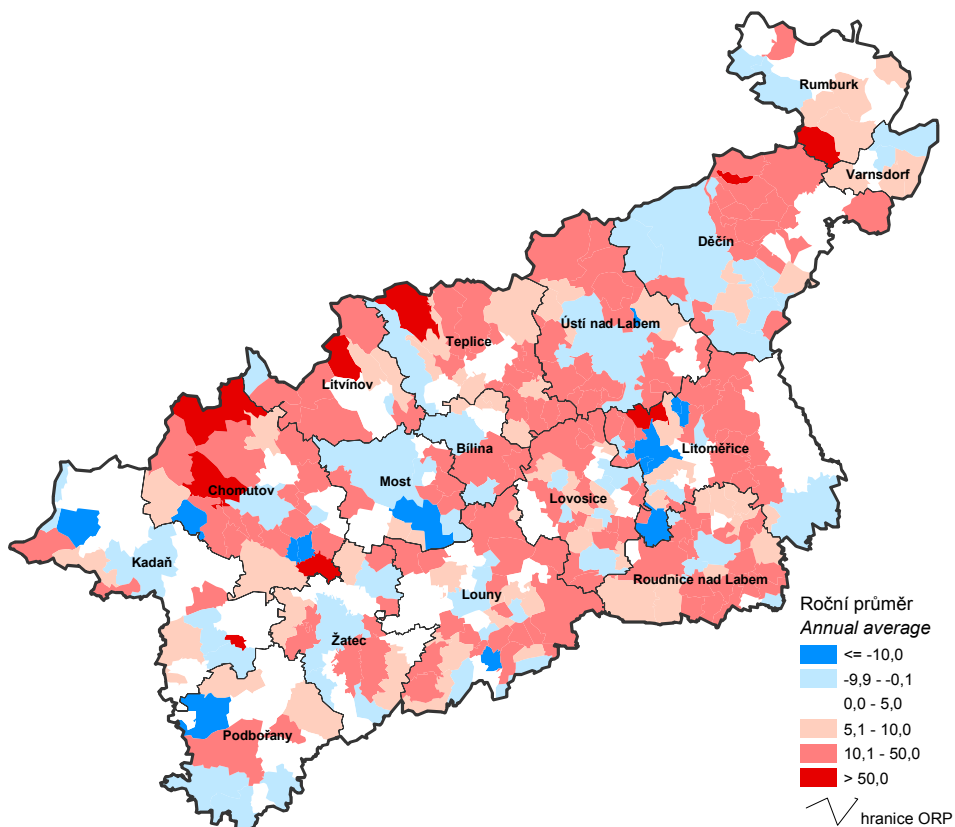 Rumburk
Varnsdorf
Děčín
Ústí nad Labem
Teplice
Litvínov
Bílina
Litoměřice
Most
Chomutov
Lovosice
Kadaň
Roudnice nad Labem
Louny
Žatec
Podbořany
Roční průměr
Annual average
<= -10,0
-9,9 - -0,1
0,0 - 5,0
5,1 - 10,0
10,1 - 50,0
> 50,0
hranice ORP